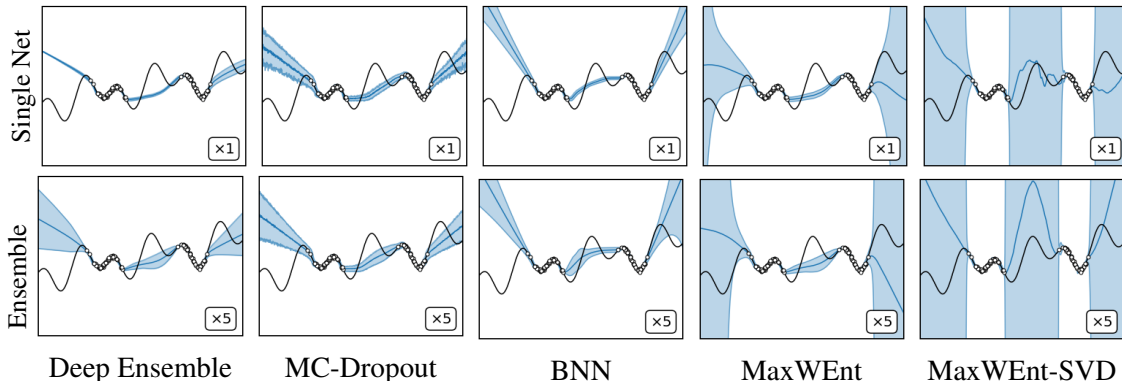 Single Net
×1
×1
×1
×1
×1
Ensemble
×5
×5
×5
×5
×5
Deep Ensemble
MC-Dropout
BNN
MaxWEnt
MaxWEnt-SVD